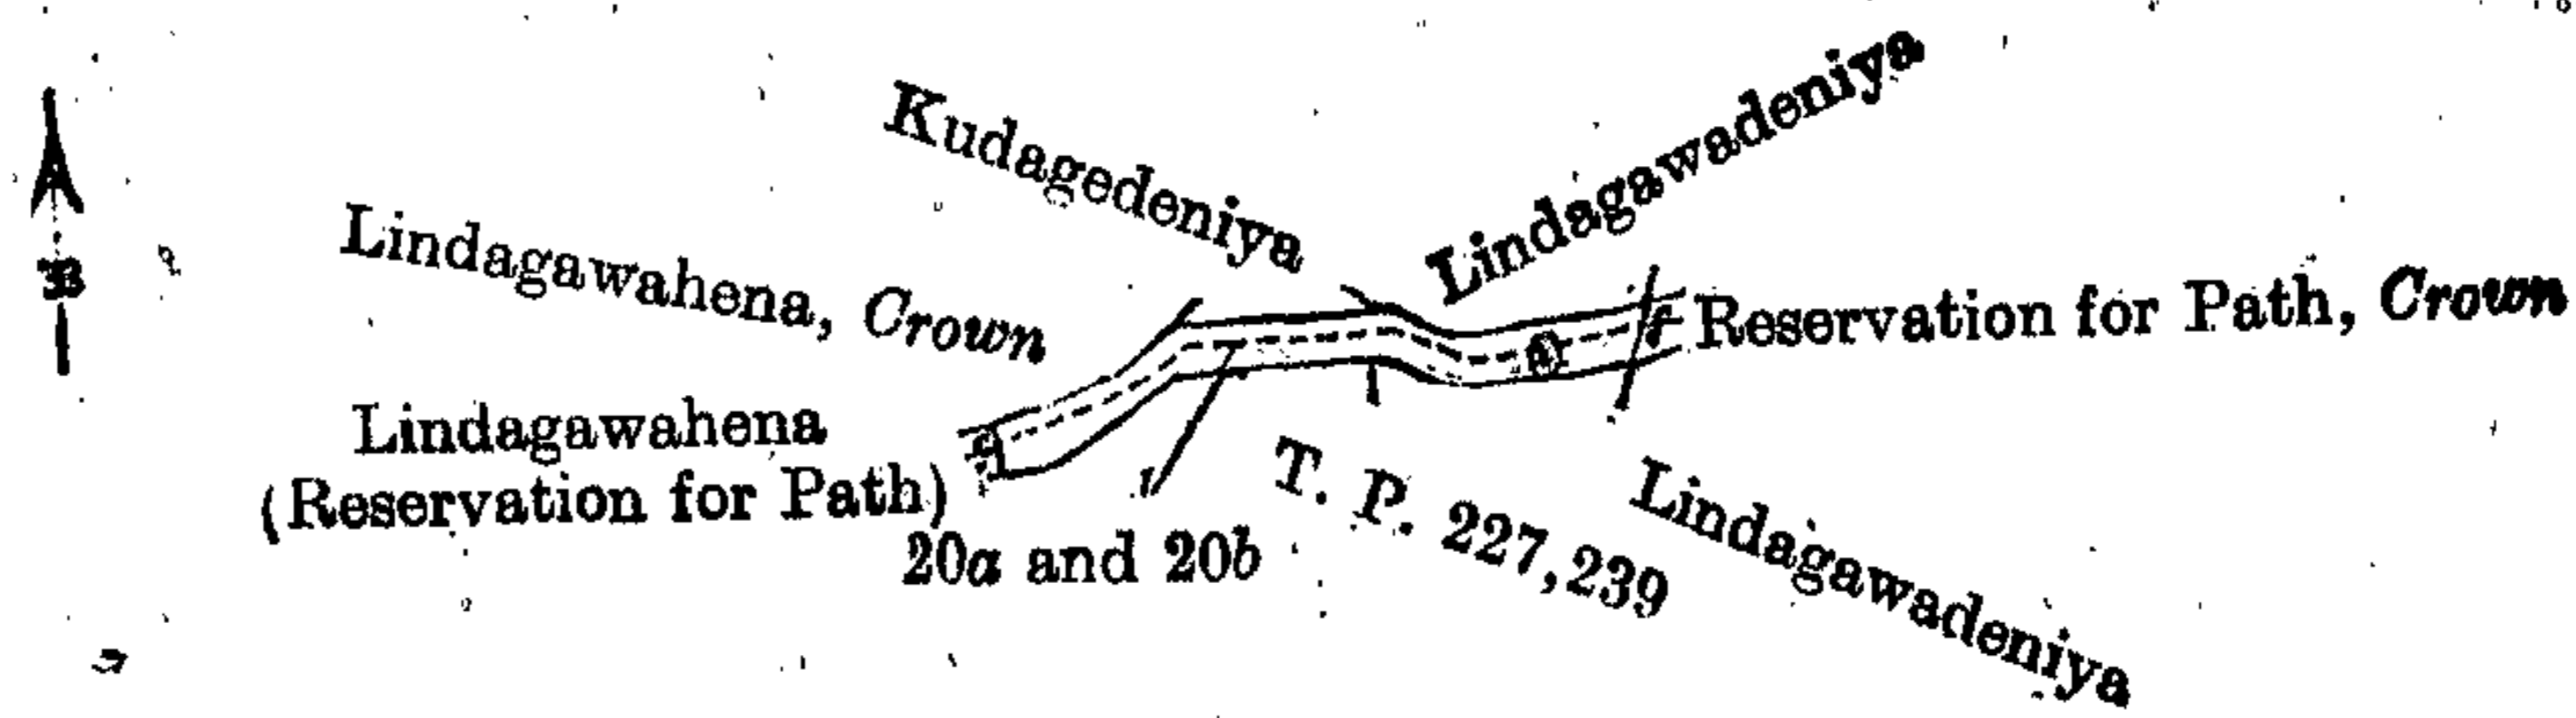 Kudagedeniya
Lindagawadeniya
Lindagawahena, Crown
Reservation for Path, Crown
Lindagawahena
(Reservation for Path)
20a and 20b
T. P. 227,239
Lindagawadeniya